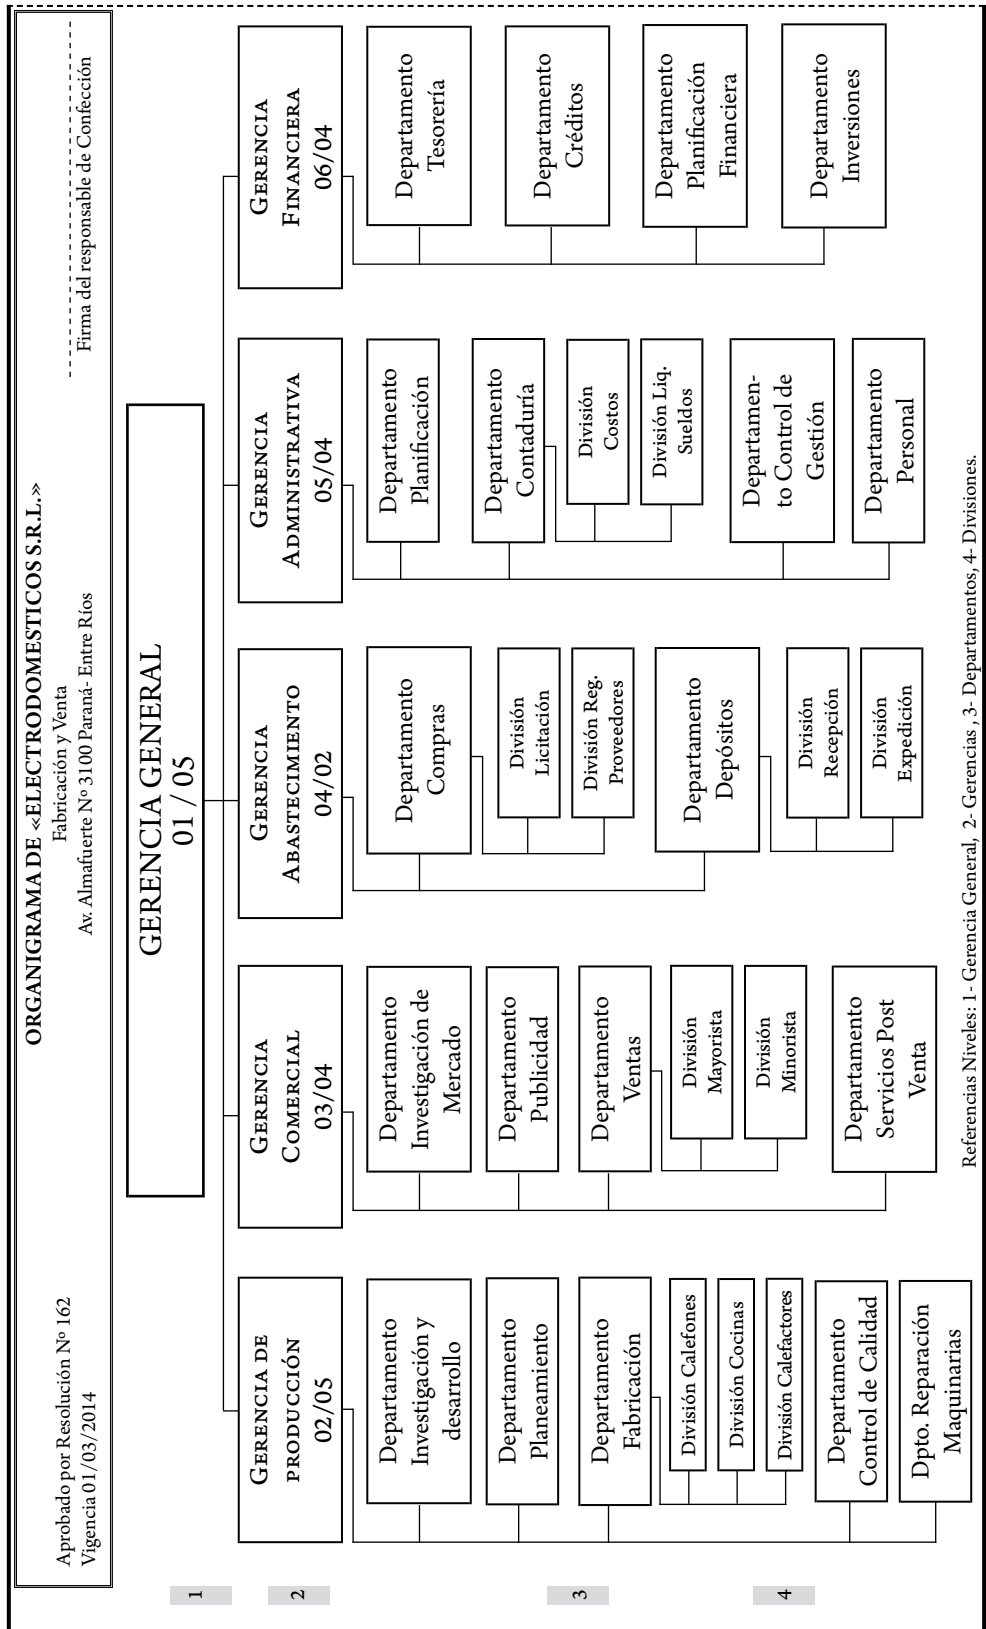 ORGANIGRAMA DE «ELECTRODOMESTICOS S.R.L.»
Fabricación y Venta
Av. Almafuerte Nº 3100 Paraná- Entre Ríos
Aprobado por Resolución Nº 162
Vigencia 01/03/2014
Firma del responsable de Confección
1
GERENCIA GENERAL
01 / 05
2
GERENCIA DE
PRODUCCIÓN
02/05
GERENCIA
COMERCIAL
03/04
GERENCIA
ABASTECIMIENTO
04/02
GERENCIA
ADMINISTRATIVA
05/04
GERENCIA
FINANCIERA
06/04
3
4
Departamento
Investigación y
desarrollo
Departamento
Planeamiento
Departamento
Fabricación
División Calefones
División Cocinas
División Calefactores
Departamento
Control de Calidad
Dpto. Reparación
Maquinarias
Departamento
Investigación de
Mercado
Departamento
Publicidad
Departamento
Ventas
División
Mayorista
División
Minorista
Departamento
Servicios Post
Venta
Departamento
Compras
División
Licitación
División Reg.
Proveedores
Departamento
Depósitos
División
Recepción
División
Expedición
Departamento
Planificación
Departamento
Contaduría
División
Costos
División Liq.
Sueldos
Departamen-
to Control de
Gestión
Departamento
Personal
Departamento
Tesorería
Departamento
Créditos
Departamento
Planificación
Financiera
Departamento
Inversiones
Referencias Niveles: 1- Gerencia General, 2- Gerencias , 3- Departamentos, 4- Divisiones.